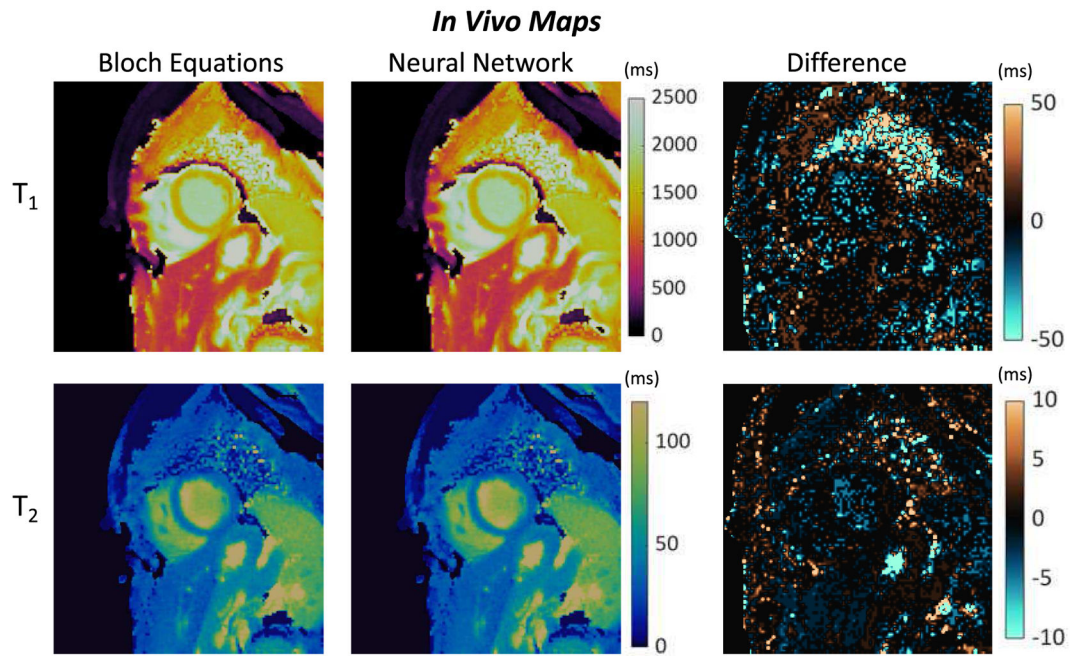 In Vivo Maps
Bloch Equations
Neural Network
(ms)
Difference
(ms)
T1
2500
2000
1500
1000
500
0
50
0
-50
T2
(ms)
100
50
0
(ms)
10
5
0
-5
-10